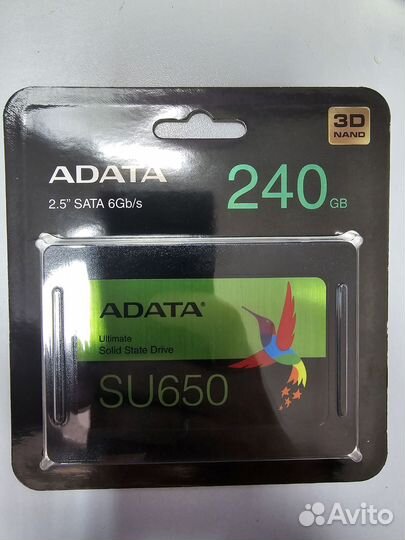 3D
NAND
ADATA
2.5" SATA 6Gb/s
240 GB
ADATA®
Ultimate
Solid State Drive
SU650
Avito